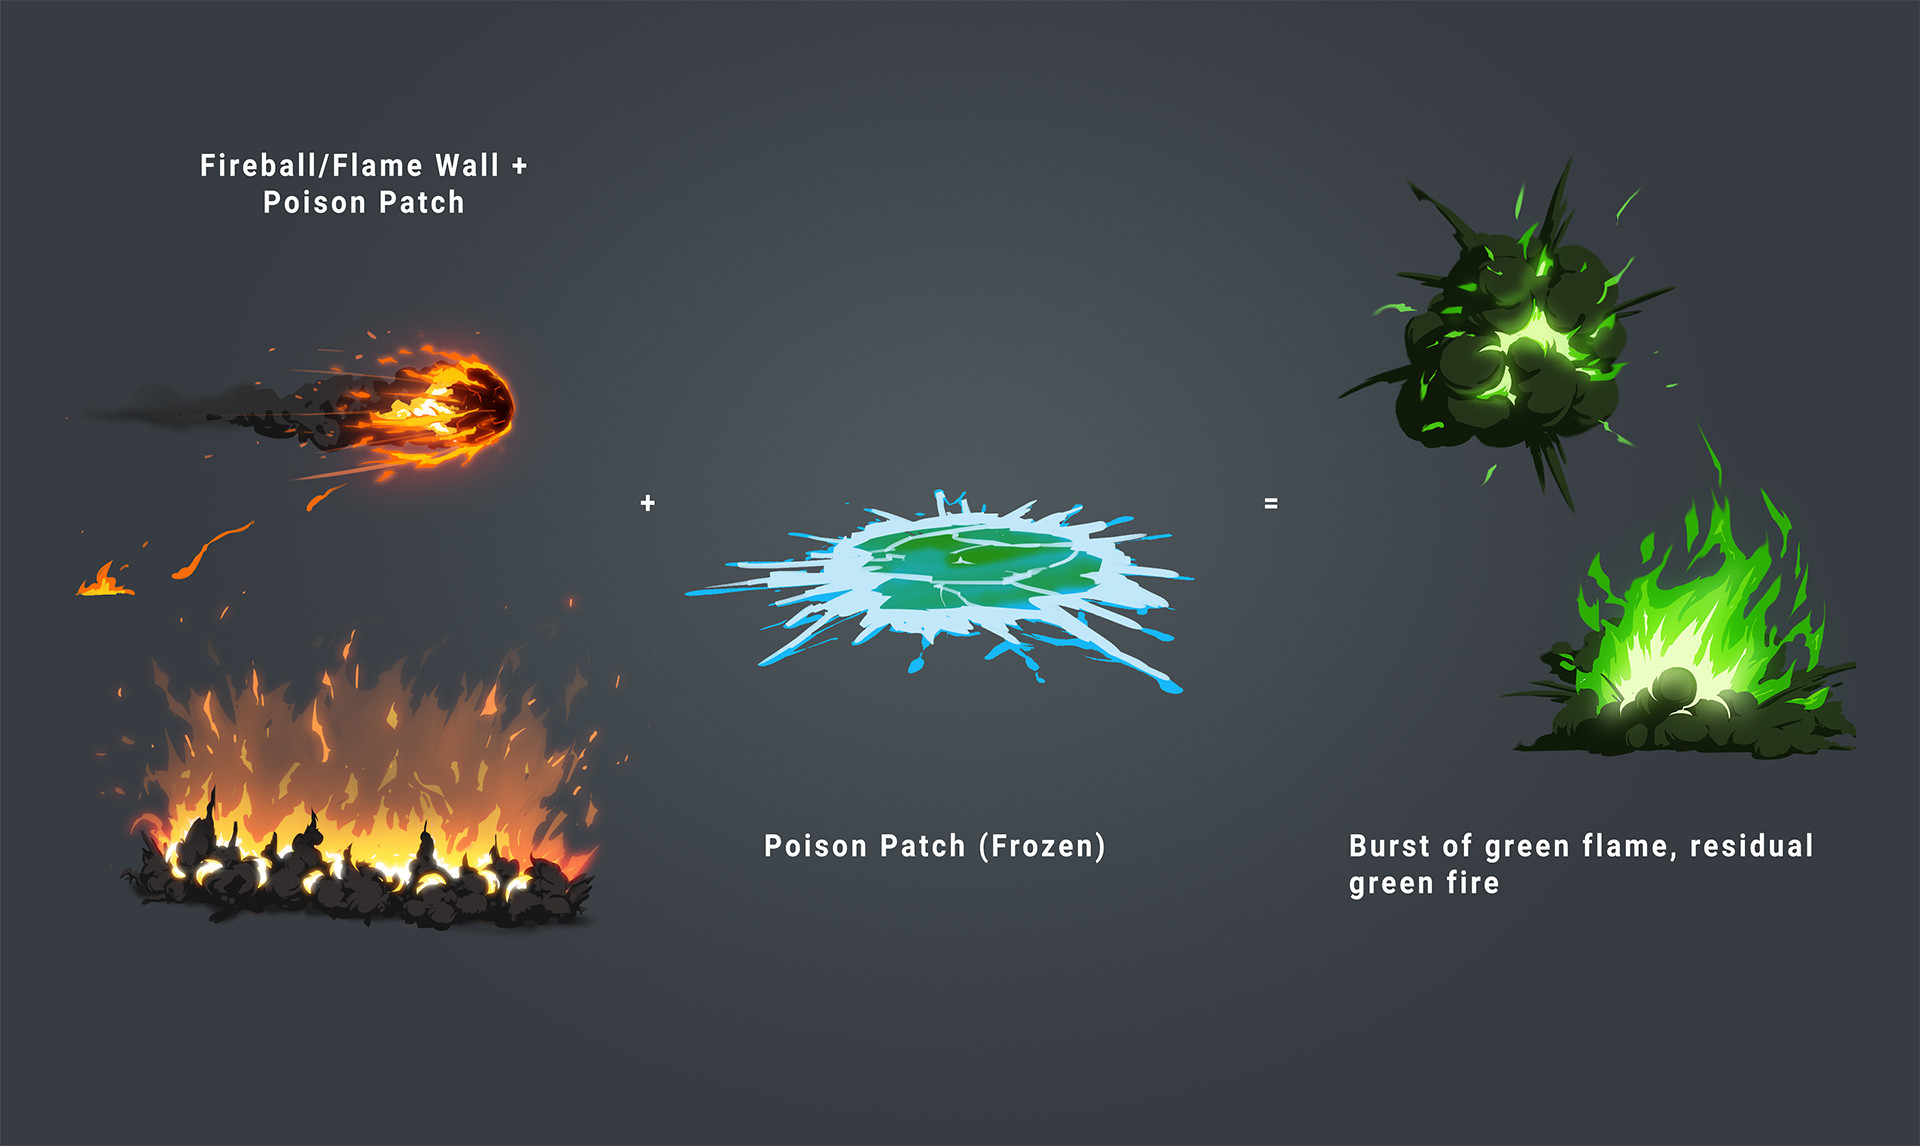 Fireball/Flame Wall +
Poison Patch
+
=
Poison Patch (Frozen)
Burst of green flame, residual
green fire